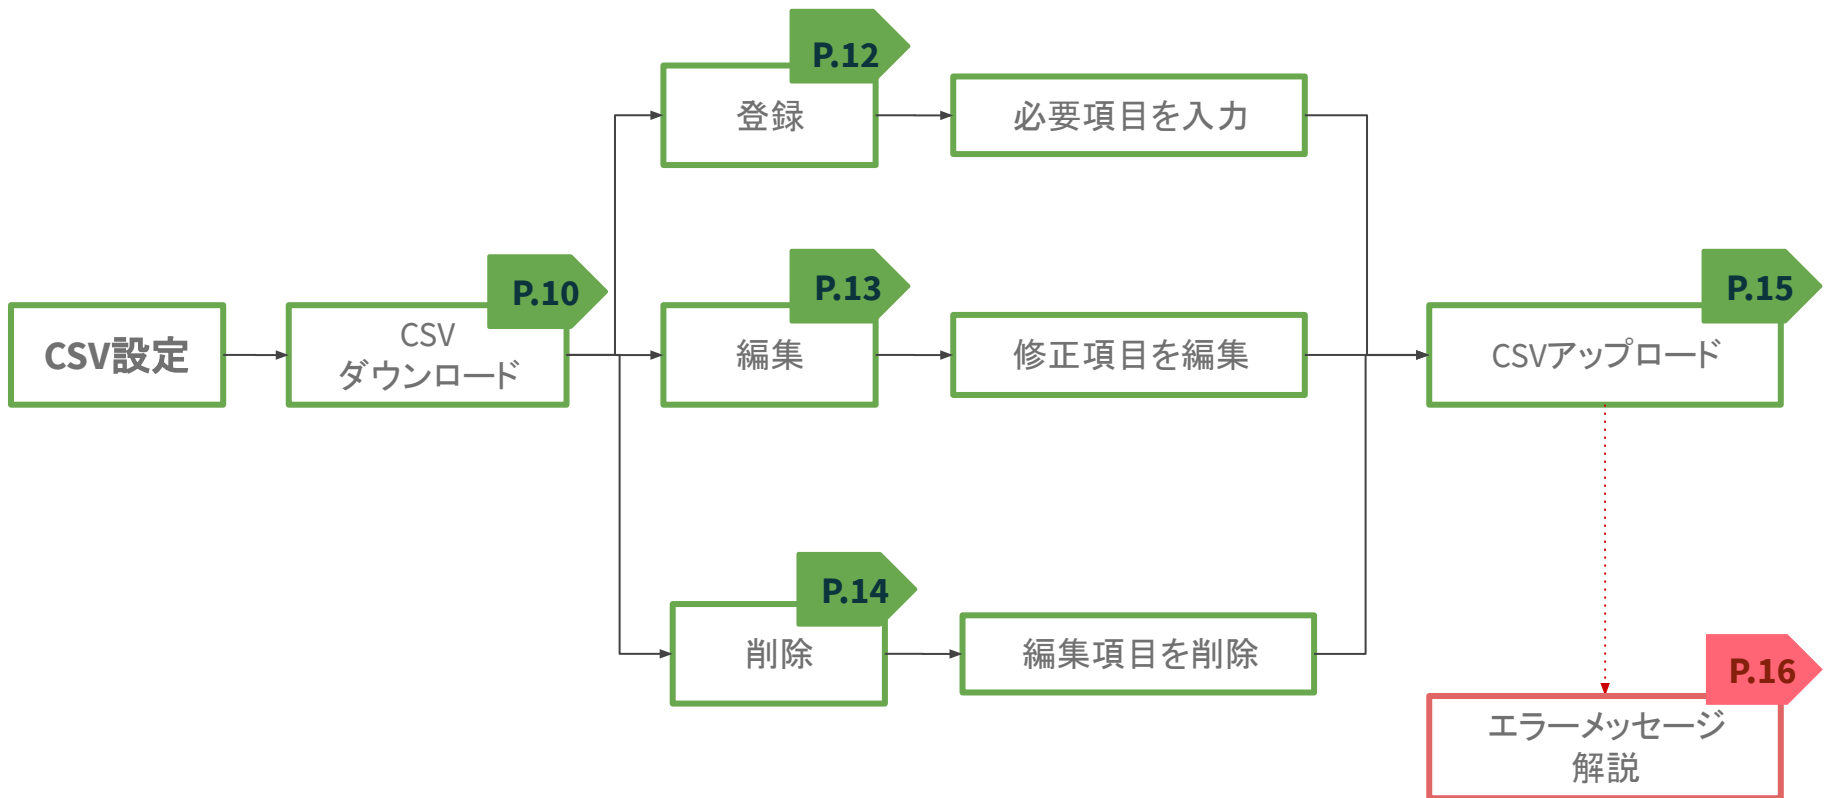 CSV設定
P.10
CSV
ダウンロード
P.12
登録
必要項目を入力
P.13
編集
修正項目を編集
P.14
削除
編集項目を削除
P.15
CSVアップロード
P.16
エラーメッセージ
解説